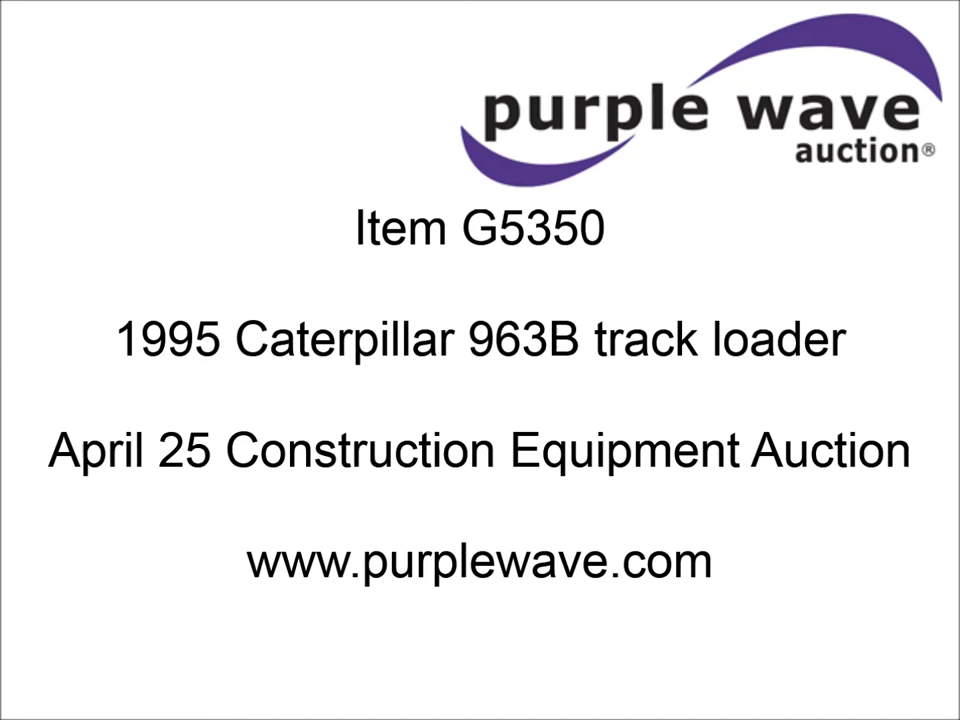 purple wave
auction®
Item G5350
1995 Caterpillar 963B track loader
April 25 Construction Equipment Auction
www.purplewave.com